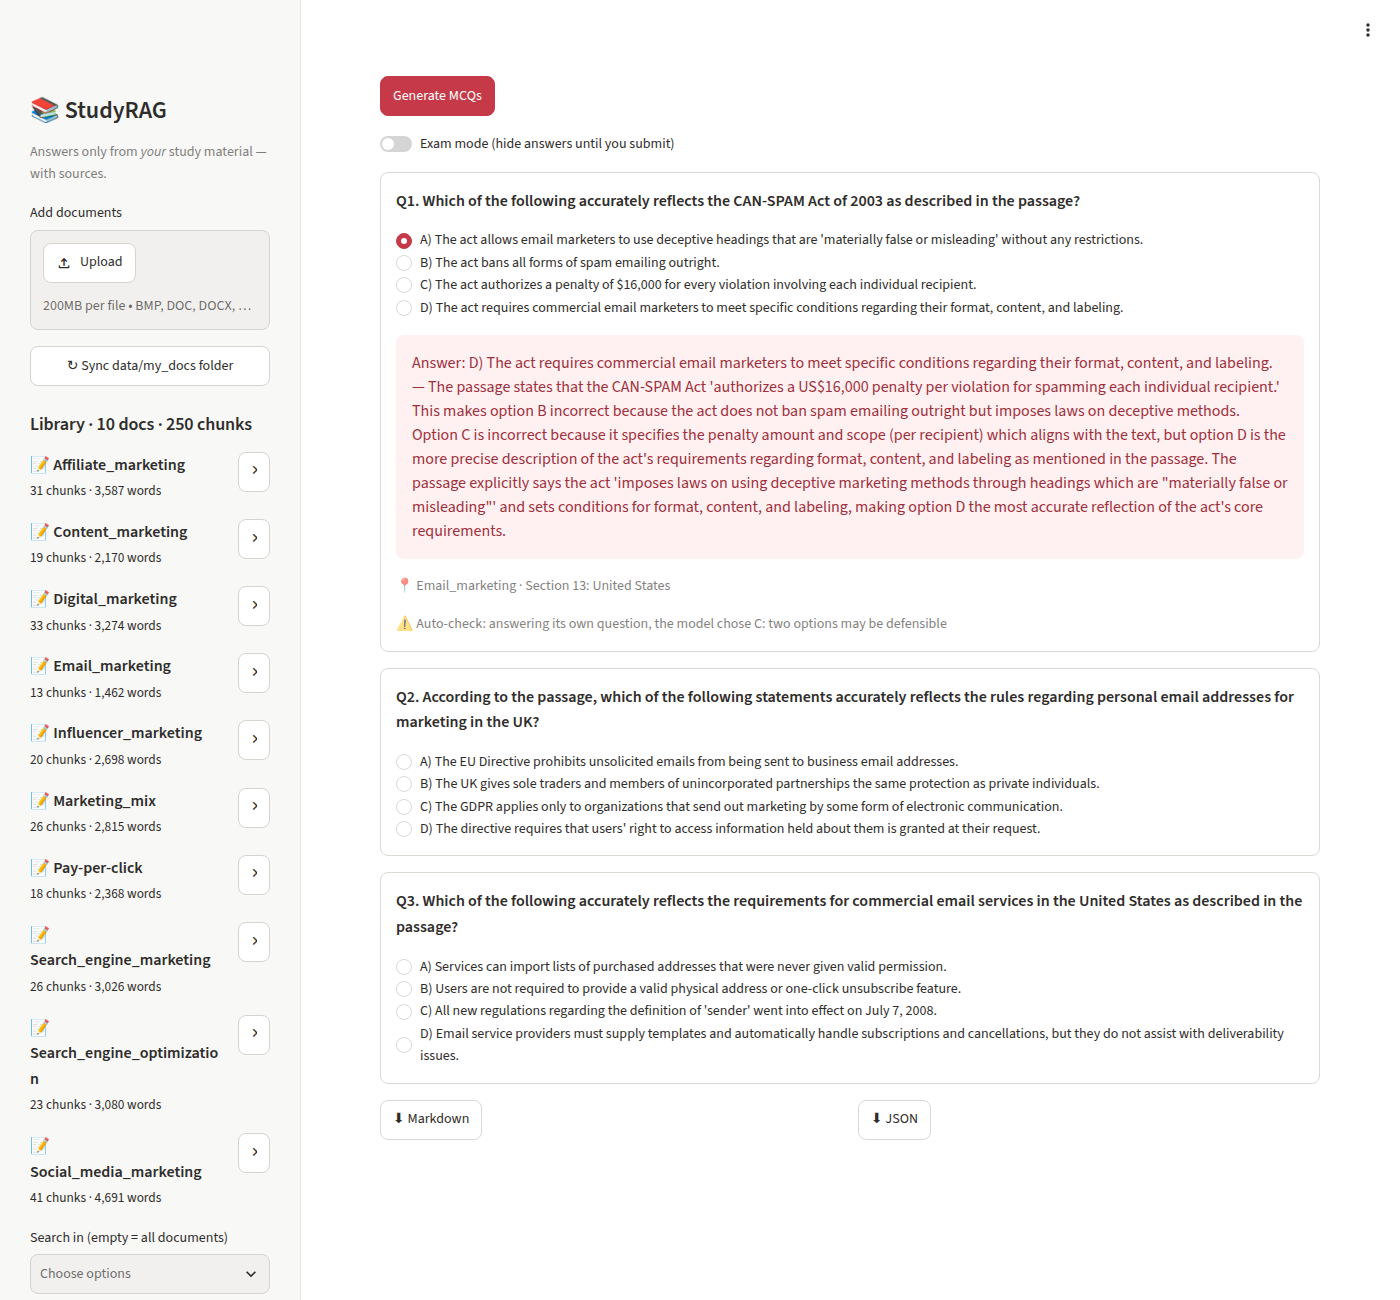 📚 StudyRAG
Answers only from your study material —
with sources.
Add documents
Upload
200MB per file • BMP, DOC, DOCX, …
↻ Sync data/my_docs folder
Library · 10 docs · 250 chunks
📝 Affiliate_marketing
31 chunks · 3,587 words
📝 Content_marketing
19 chunks · 2,170 words
📝 Digital_marketing
33 chunks · 3,274 words
📝 Email_marketing
13 chunks · 1,462 words
📝 Influencer_marketing
20 chunks · 2,698 words
📝 Marketing_mix
26 chunks · 2,815 words
📝 Pay-per-click
18 chunks · 2,368 words
📝
Search_engine_marketing
26 chunks · 3,026 words
📝
Search_engine_optimizatio
n
23 chunks · 3,080 words
📝
Social_media_marketing
41 chunks · 4,691 words
Search in (empty = all documents)
Choose options
Generate MCQs
Exam mode (hide answers until you submit)
Q1. Which of the following accurately reflects the CAN-SPAM Act of 2003 as described in the passage?
A) The act allows email marketers to use deceptive headings that are 'materially false or misleading' without any restrictions.
B) The act bans all forms of spam emailing outright.
C) The act authorizes a penalty of $16,000 for every violation involving each individual recipient.
D) The act requires commercial email marketers to meet specific conditions regarding their format, content, and labeling.
Answer: D) The act requires commercial email marketers to meet specific conditions regarding their format, content, and labeling.
— The passage states that the CAN-SPAM Act 'authorizes a US$16,000 penalty per violation for spamming each individual recipient.'
This makes option B incorrect because the act does not ban spam emailing outright but imposes laws on deceptive methods.
Option C is incorrect because it specifies the penalty amount and scope (per recipient) which aligns with the text, but option D is the
more precise description of the act's requirements regarding format, content, and labeling as mentioned in the passage. The
passage explicitly says the act 'imposes laws on using deceptive marketing methods through headings which are "materially false or
misleading"' and sets conditions for format, content, and labeling, making option D the most accurate reflection of the act's core
requirements.
📍 Email_marketing · Section 13: United States
⚠️ Auto-check: answering its own question, the model chose C: two options may be defensible
Q2. According to the passage, which of the following statements accurately reflects the rules regarding personal email addresses for
marketing in the UK?
A) The EU Directive prohibits unsolicited emails from being sent to business email addresses.
B) The UK gives sole traders and members of unincorporated partnerships the same protection as private individuals.
C) The GDPR applies only to organizations that send out marketing by some form of electronic communication.
D) The directive requires that users' right to access information held about them is granted at their request.
Q3. Which of the following accurately reflects the requirements for commercial email services in the United States as described in the
passage?
A) Services can import lists of purchased addresses that were never given valid permission.
B) Users are not required to provide a valid physical address or one-click unsubscribe feature.
C) All new regulations regarding the definition of 'sender' went into effect on July 7, 2008.
D) Email service providers must supply templates and automatically handle subscriptions and cancellations, but they do not assist with deliverability
issues.
⬇ Markdown
⬇ JSON